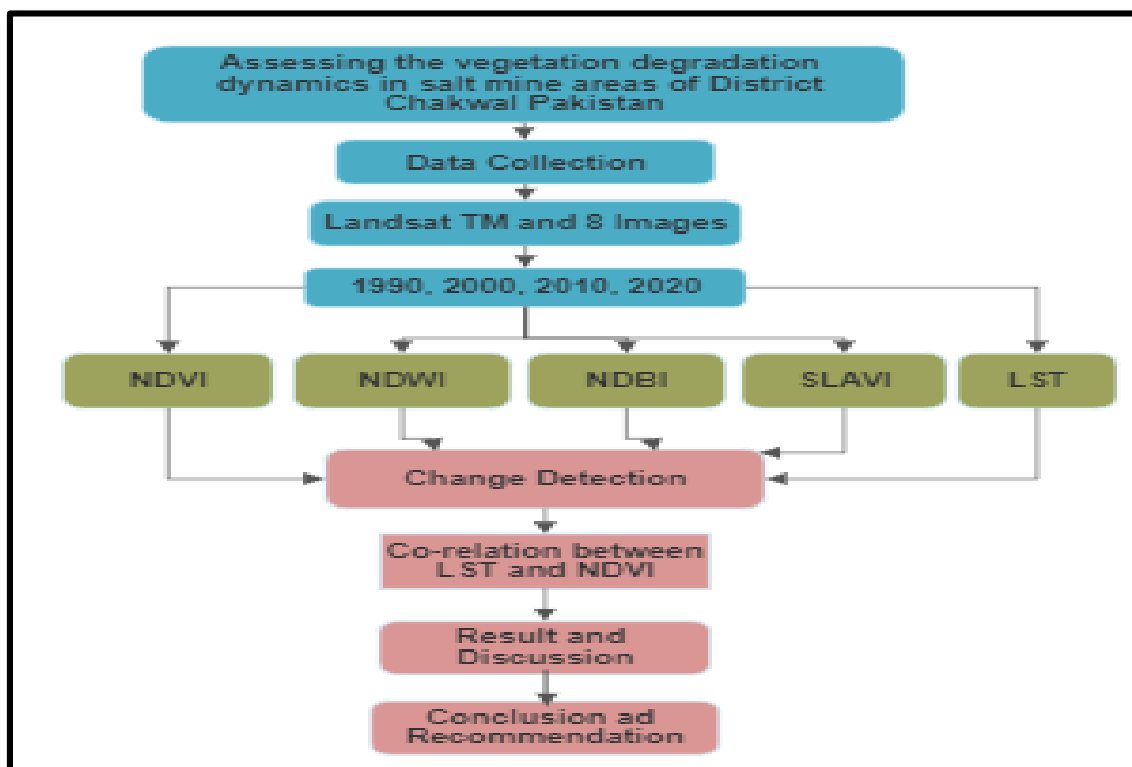 Assessing the vegetation degradation
dynamics in salt mine areas of District
Chakwal Pakistan
Data Collection
Landsat TM and 8 Images
1990, 2000, 2010, 2020
NDVI
NDWI
NDBI
SLAVI
LST
Change Detection
Co-relation between
LST and NDVI
Result and
Discussion
Conclusion ad
Recommendation